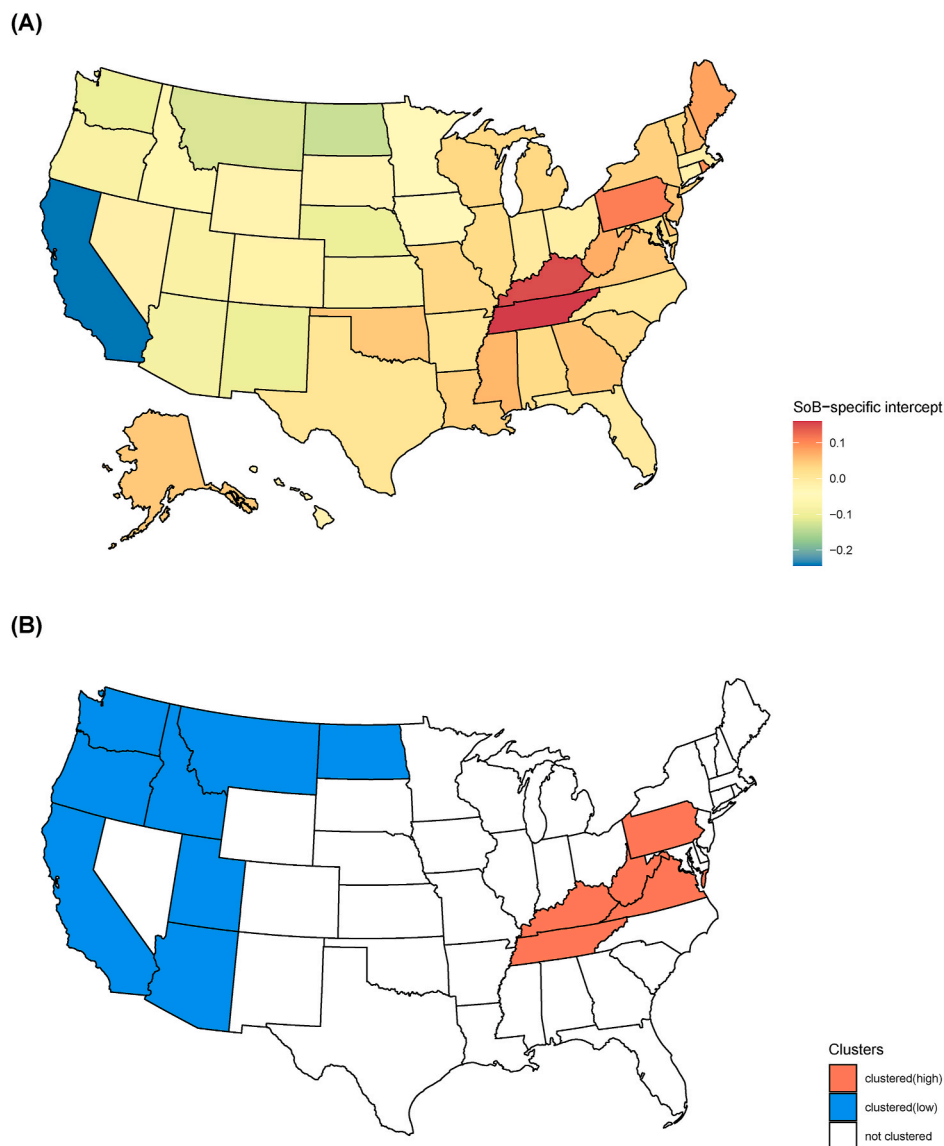 (A)
SoB−specific intercept
0.1
0.0
−0.1
−0.2
(B)
Clusters
clustered(high)
clustered(low)
not clustered